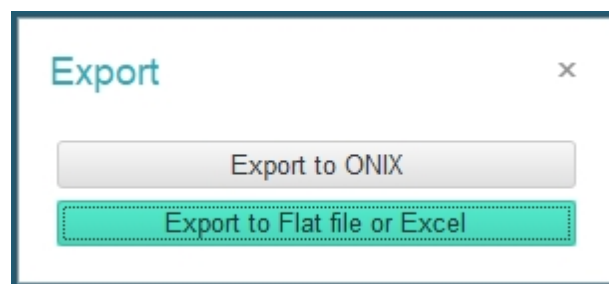 Export
×
Export to ONIX
Export to Flat file or Excel